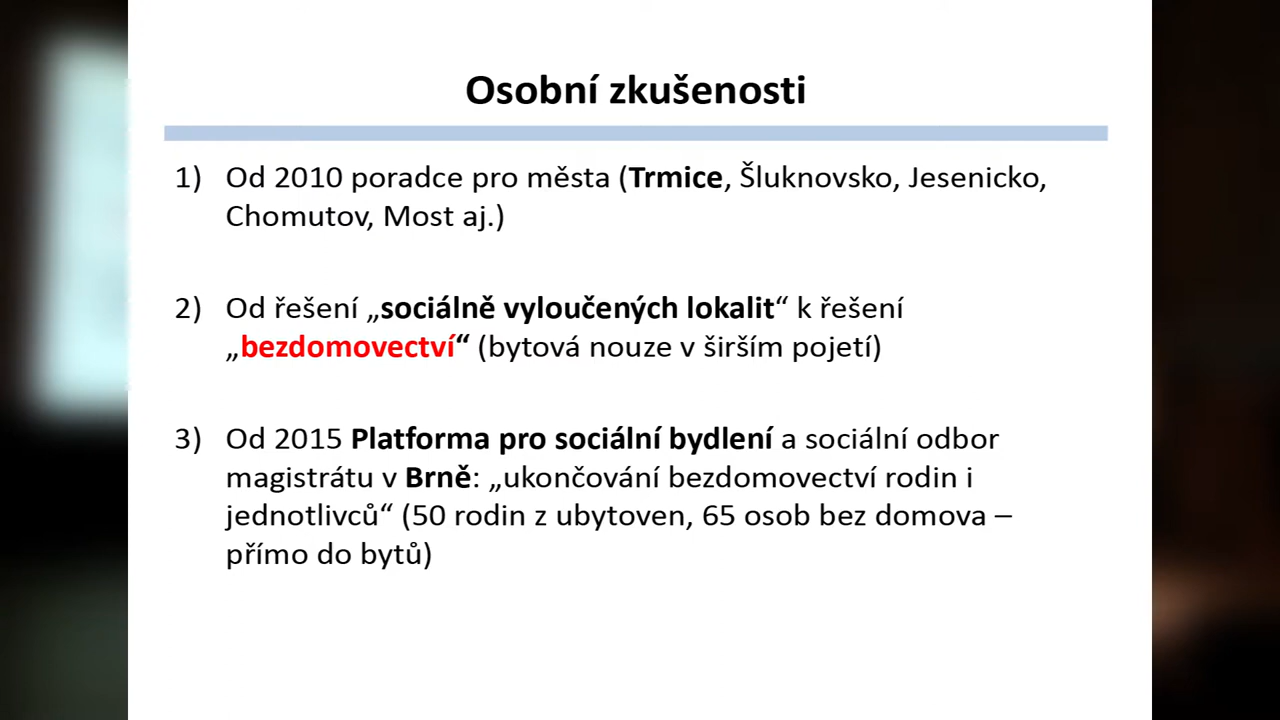 Osobní zkušenosti
1) Od 2010 poradce pro města (Trmice, Šluknovsko, Jesenicko,
Chomutov, Most aj.)
2) Od řešení „sociálně vyloučených lokalit“ k řešení
„bezdomovectví“ (bytová nouze v širším pojetí)
3) Od 2015 Platforma pro sociální bydlení a sociální odbor
magistrátu v Brně: „ukončování bezdomovectví rodin i
jednotlivců“ (50 rodin z ubytoven, 65 osob bez domova –
přímo do bytů)